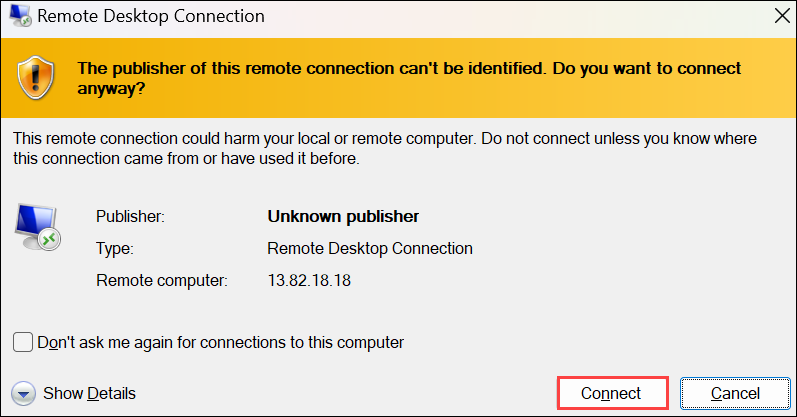 Remote Desktop Connection
The publisher of this remote connection can't be identified. Do you want to connect
anyway?
This remote connection could harm your local or remote computer. Do not connect unless you know where
this connection came from or have used it before.
Publisher: Unknown publisher
Type: Remote Desktop Connection
Remote computer: 13.82.18.18
Don't ask me again for connections to this computer
Show Details Connect Cancel